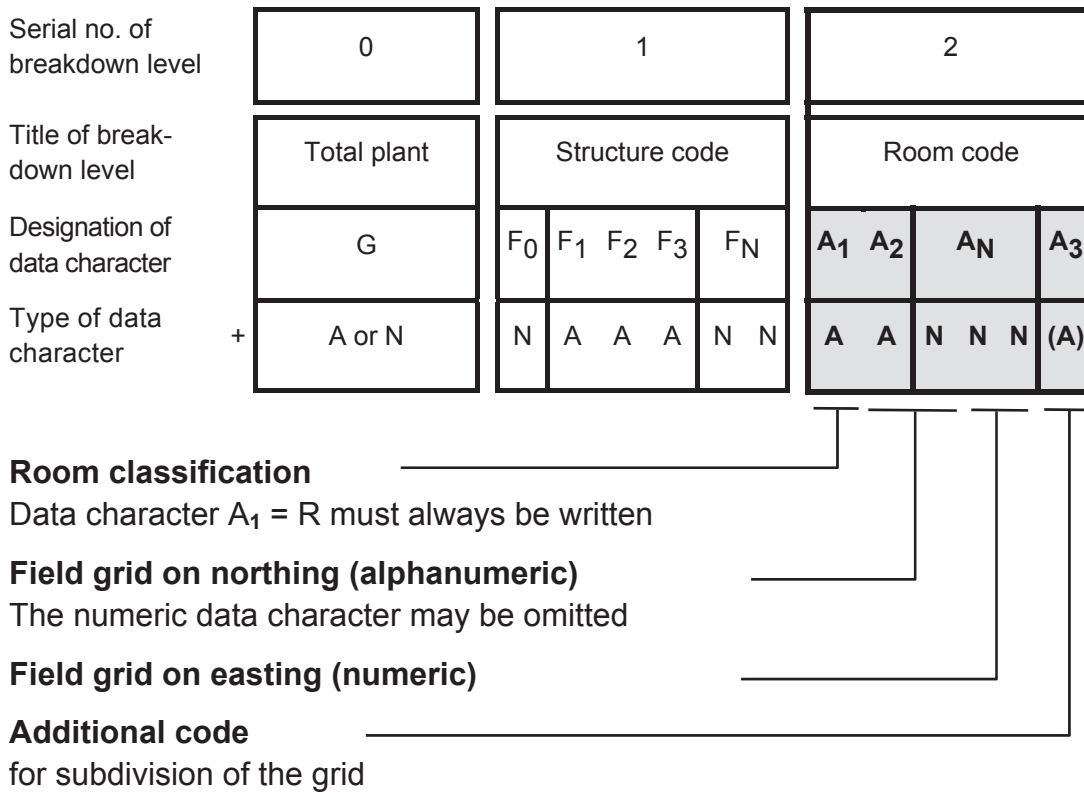 Serial no. of
breakdown level 0 1 2
Title of break-
down level Total plant Structure code Room code
Designation of
data character G F0 F1 F2 F3 FN A1 A2 AN A3
Type of data
character + A or N N A A A N N A A N N N (A)
Room classification
Data character A1 = R must always be written
Field grid on northing (alphanumeric)
The numeric data character may be omitted
Field grid on easting (numeric)
Additional code
for subdivision of the grid